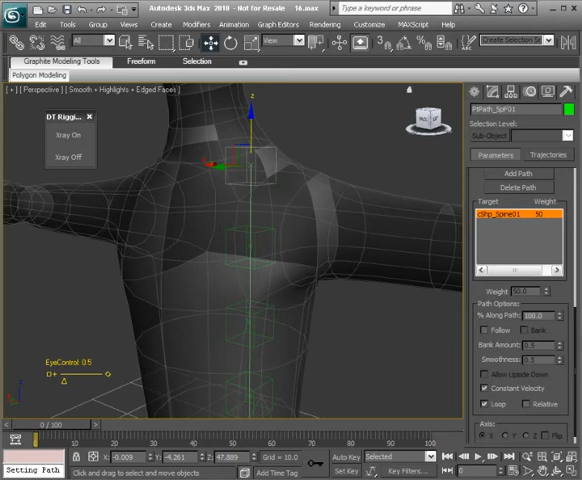 Autodesk 3ds Max 2010 - Not for Resale 16.max
Type a keyword or phrase
Edit Tools Group Views Create Modifiers Animation Graph Editors Rendering Customize MAXScript Help
All View Create Selection Se
Graphite Modeling Tools Freeform Selection
Polygon Modeling
[ + ] [ Perspective ] [ Smooth + Highlights + Edged Faces ]
DT Riggi...
Xray On
Xray Off
z
EyeControl: 0.5
PtPath_SpF01
Selection Level:
Sub-Object
Parameters Trajectories
Add Path
Delete Path
Target Weight
cShp_Spine01 50
Weight 50.0
Path Options:
% Along Path: 100.0
Follow Bank
Bank Amount: 0.5
Smoothness: 0.5
Allow Upside Down
Constant Velocity
Loop Relative
Axis:
X Y Z Flip
0 / 100
0 10 20 30 40 50 60 70 80 90 100
X: -0.009 Y: -4.261 Z: 47.889 Grid = 10.0 Auto Key Selected
Setting Path Click and drag to select and move objects Add Time Tag Set Key Key Filters... 0